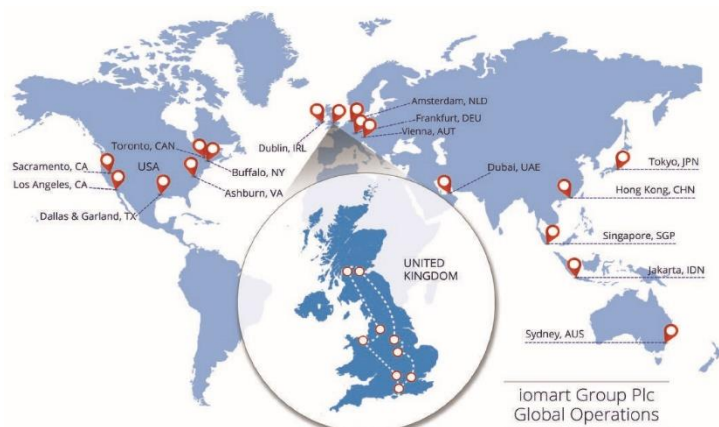 Amsterdam, NLD
Frankfurt, DEU
Vienna, AUT
Dublin, IRL
Toronto, CAN
USA
Sacramento, CA
Los Angeles, CA
Buffalo, NY
Ashburn, VA
Dallas & Garland, TX
Dubai, UAE
Tokyo, JPN
Hong Kong, CHN
Singapore, SGP
Jakarta, IDN
Sydney, AUS
UNITED
KINGDOM
iomart Group Plc
Global Operations